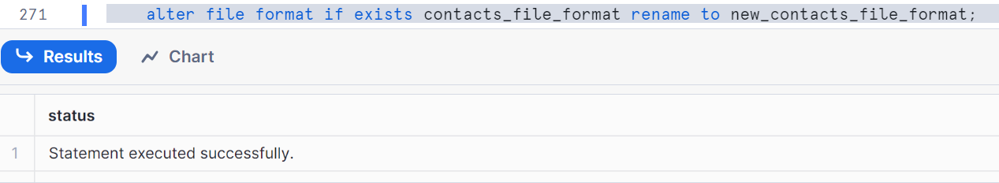 271 alter file format if exists contacts_file_format rename to new_contacts_file_format;
Results Chart
status
1 Statement executed successfully.